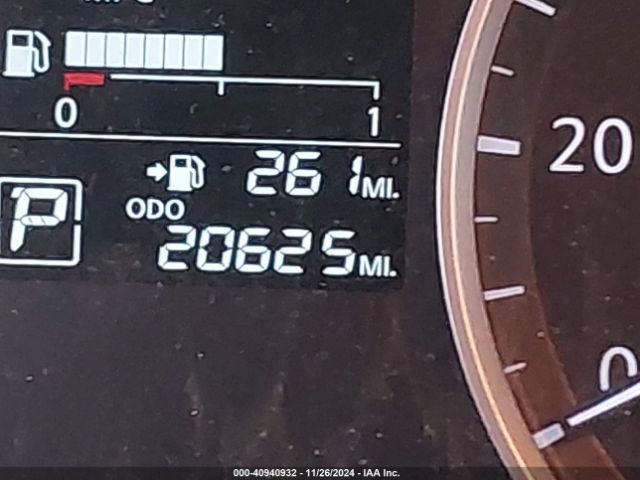 0 1
261 MI.
P
ODO
20625 MI.
20
0
000-40940932 - 11/26/2024 - IAA Inc.